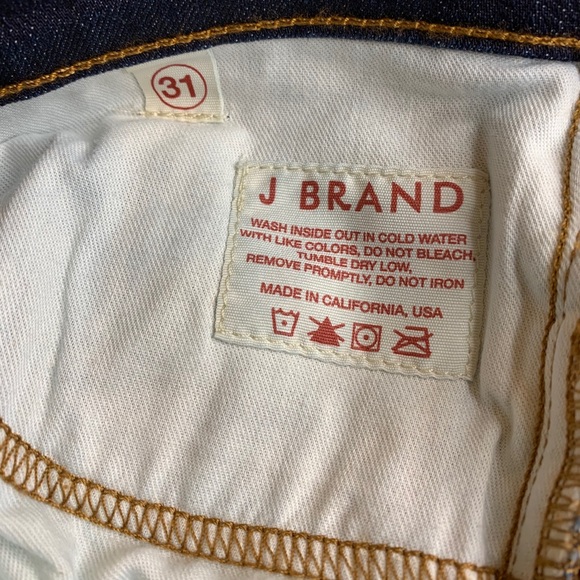 31
J BRAND
WASH INSIDE OUT IN COLD WATER
WITH LIKE COLORS, DO NOT BLEACH,
TUMBLE DRY LOW,
REMOVE PROMPTLY, DO NOT IRON
MADE IN CALIFORNIA, USA